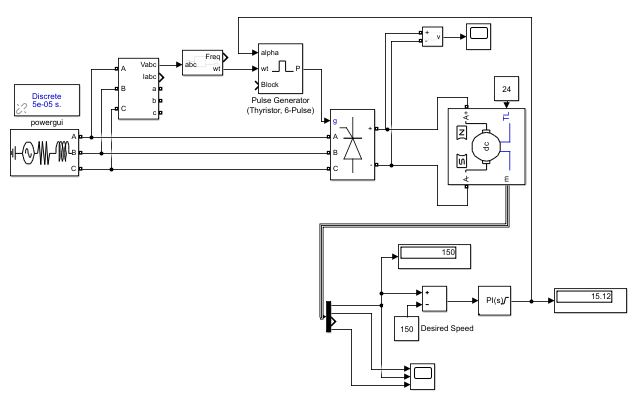 Discrete
5e-05 s.
powergui
A
B
C
A
B
C
Vabc
Iabc
a
b
c
abc
Freq
wt
alpha
wt
Block
P
Pulse Generator
(Thyristor, 6-Pulse)
g
A
B
C
+
-
+
-
v
24
TL
A+
A-
dc
E
150
+
-
150
Desired Speed
PI(s)
15.12